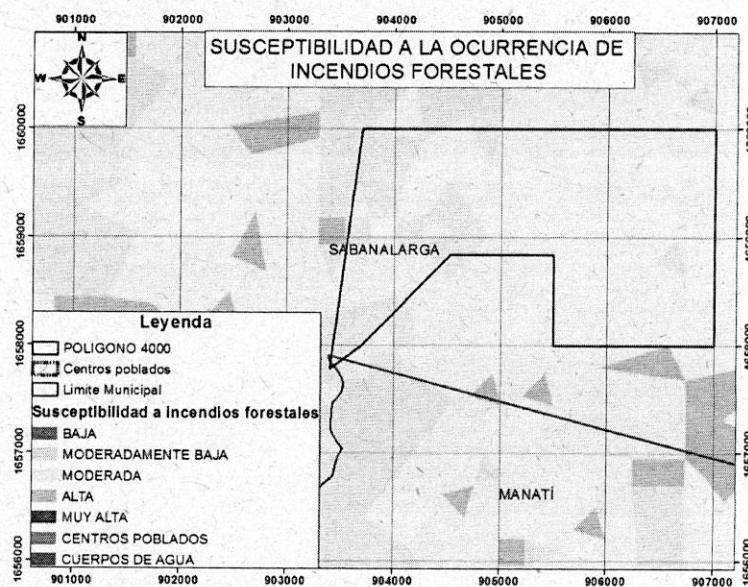 901000 902000 903000 904000 905000 906000 907000
N
W E
S
SUSCEPTIBILIDAD A LA OCURRENCIA DE
INCENDIOS FORESTALES
1660000
1659000
1658000
1657000
1656000
SABANALARGA
MANATÍ
Leyenda
POLIGONO 4000
Centros poblados
Limite Municipal
Susceptibilidad a incendios forestales
BAJA
MODERADAMENTE BAJA
MODERADA
ALTA
MUY ALTA
CENTROS POBLADOS
CUERPOS DE AGUA
1658000
1657000
901000 902000 903000 904000 905000 906000 907000